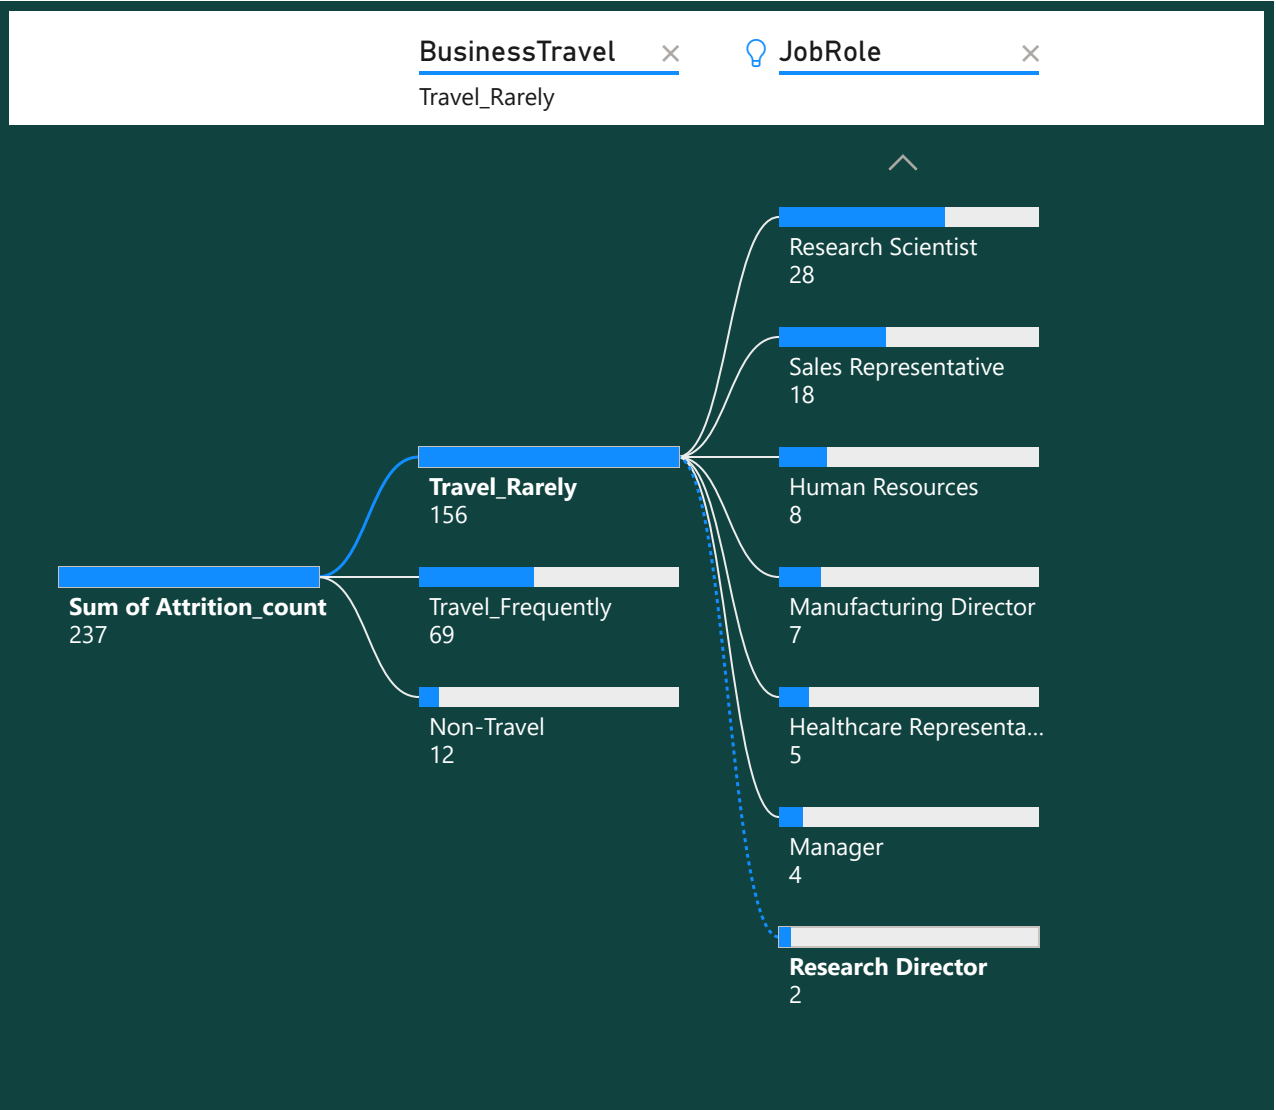 BusinessTravel
Travel_Rarely
JobRole
Sum of Attrition_count
237
Travel_Rarely
156
Travel_Frequently
69
Non-Travel
12
Research Scientist
28
Sales Representative
18
Human Resources
8
Manufacturing Director
7
Healthcare Representa...
5
Manager
4
Research Director
2